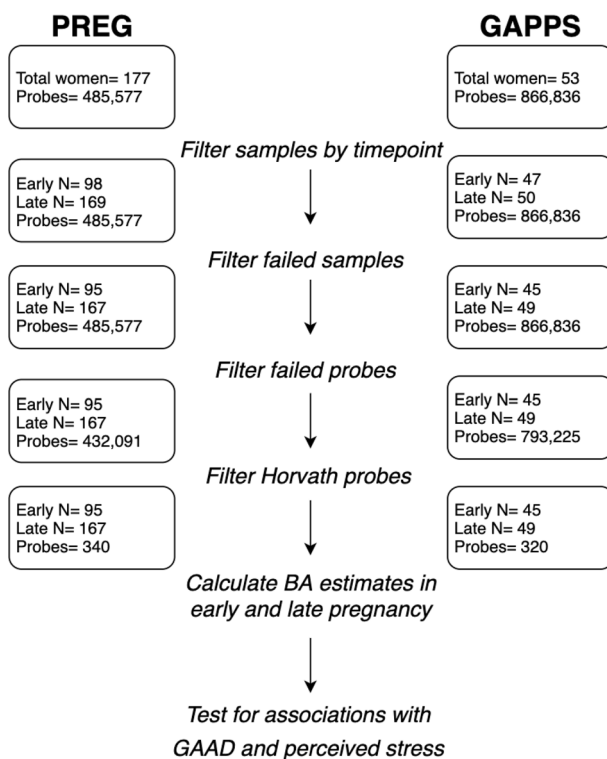 PREG
GAPPS
Total women= 177
Probes= 485,577
Total women= 53
Probes= 866,836
Filter samples by timepoint
Early N= 98
Late N= 169
Probes= 485,577
Early N= 47
Late N= 50
Probes= 866,836
Filter failed samples
Early N= 95
Late N= 167
Probes= 485,577
Early N= 45
Late N= 49
Probes= 866,836
Filter failed probes
Early N= 95
Late N= 167
Probes= 432,091
Early N= 45
Late N= 49
Probes= 793,225
Filter Horvath probes
Early N= 95
Late N= 167
Probes= 340
Early N= 45
Late N= 49
Probes= 320
Calculate BA estimates in
early and late pregnancy
Test for associations with
GAAD and perceived stress